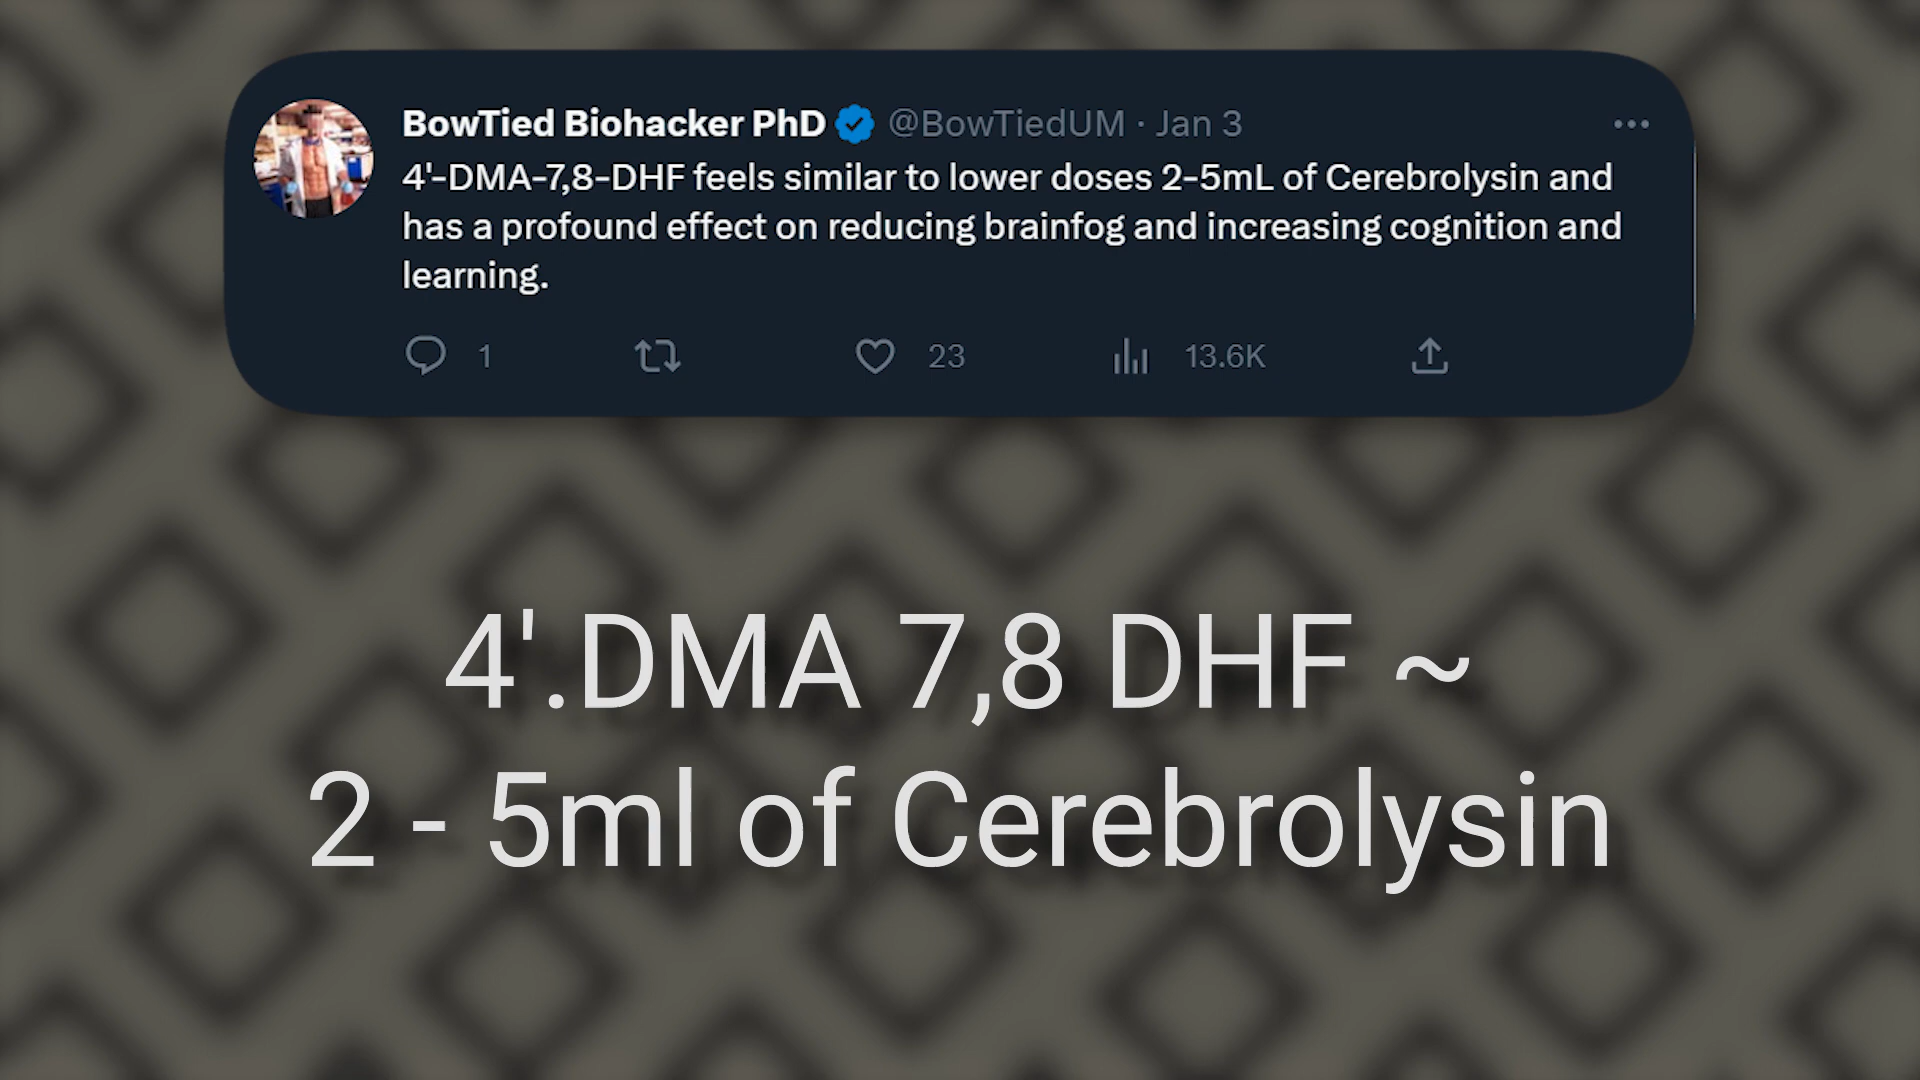 BowTied Biohacker PhD @BowTiedUM · Jan 3
4'-DMA-7,8-DHF feels similar to lower doses 2-5mL of Cerebrolysin and
has a profound effect on reducing brainfog and increasing cognition and
learning.
1 23 13.6K
4'.DMA 7,8 DHF ~
2 - 5ml of Cerebrolysin